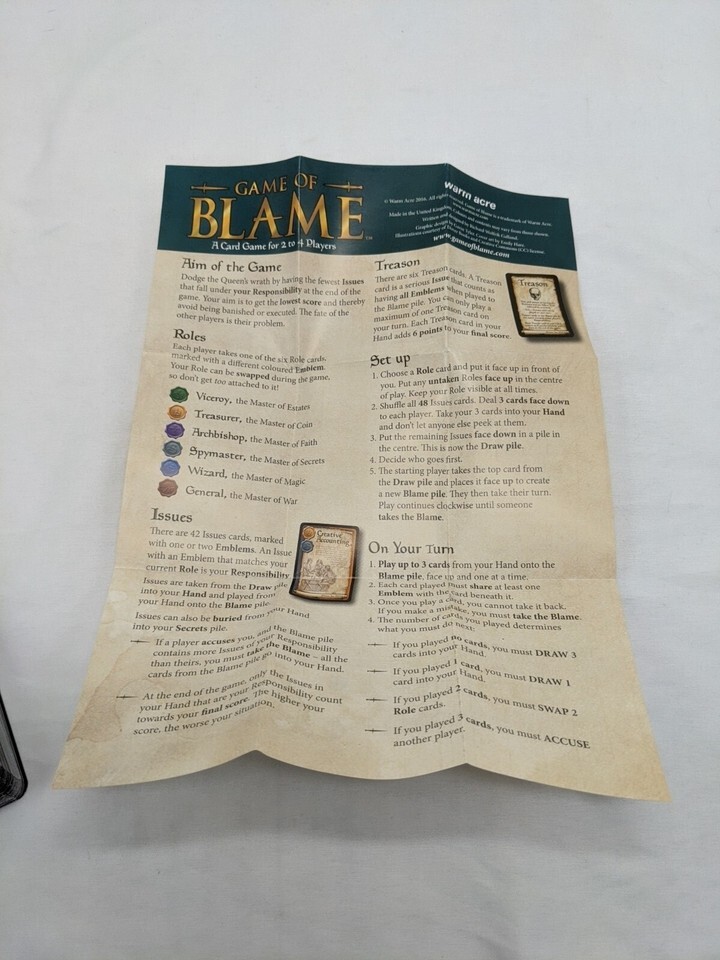 GAME OF
BLAME™
A Card Game for 2 to 4 Players
warm acre
www.gameofblame.com
Aim of the Game
Dodge the Queen's wrath by having the fewest Issues
that fall under your Responsibility at the end of the
game. Your aim is to get the lowest score and thereby
avoid being banished or executed. The fate of the
other players is their problem.
Roles
Each player takes one of the six Role cards,
marked with a different coloured Emblem.
Your Role can be swapped during the game,
so don't get too attached to it!
Viceroy, the Master of Estates
Treasurer, the Master of Coin
Archbishop, the Master of Faith
Spymaster, the Master of Secrets
Wizard, the Master of Magic
General, the Master of War
Issues
There are 42 Issues cards, marked
with one or two Emblems. An Issue
with an Emblem that matches your
current Role is your Responsibility.
Issues are taken from the Draw pile
into your Hand and played from
your Hand onto the Blame pile.
Issues can also be buried from your Hand
into your Secrets pile.
If a player accuses you, and the Blame pile
contains more Issues of your Responsibility
than theirs, you must take the Blame – all the
cards from the Blame pile go into your Hand.
At the end of the game, only the Issues in
your Hand that are your Responsibility count
towards your final score. The higher your
score, the worse your situation.
Creative
Accounting
Treason
There are six Treason cards. A Treason
card is a serious Issue that counts as
having all Emblems when played to
the Blame pile. You can only play a
maximum of one Treason card on
your turn. Each Treason card in your
Hand adds 6 points to your final score.
Treason
Set up
1. Choose a Role card and put it face up in front of
you. Put any untaken Roles face up in the centre
of play. Keep your Role visible at all times.
2. Shuffle all 48 Issues cards. Deal 3 cards face down
to each player. Take your 3 cards into your Hand
and don't let anyone else peek at them.
3. Put the remaining Issues face down in a pile in
the centre. This is now the Draw pile.
4. Decide who goes first.
5. The starting player takes the top card from
the Draw pile and places it face up to create
a new Blame pile. They then take their turn.
Play continues clockwise until someone
takes the Blame.
On Your Turn
1. Play up to 3 cards from your Hand onto the
Blame pile, face up and one at a time.
2. Each card played must share at least one
Emblem with the card beneath it.
3. Once you play a card, you cannot take it back.
If you make a mistake, you must take the Blame.
4. The number of cards you played determines
what you must do next:
If you played no cards, you must DRAW 3
cards into your Hand.
If you played 1 card, you must DRAW 1
card into your Hand.
If you played 2 cards, you must SWAP 2
Role cards.
If you played 3 cards, you must ACCUSE
another player.